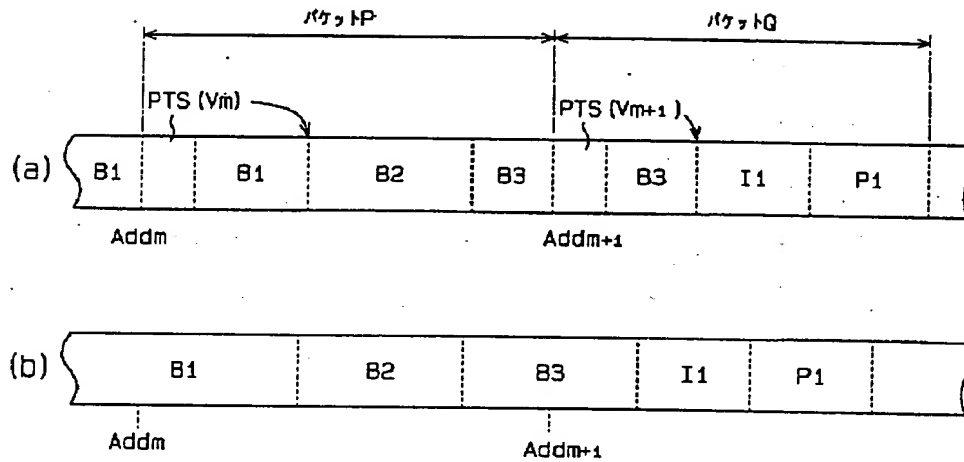 パケットP パケットQ
PTS (Vm) PTS (Vm+1)
(a) B1 B1 B2 B3 B3 I1 P1
Addm Addm+1
(b) B1 B2 B3 I1 P1
Addm Addm+1